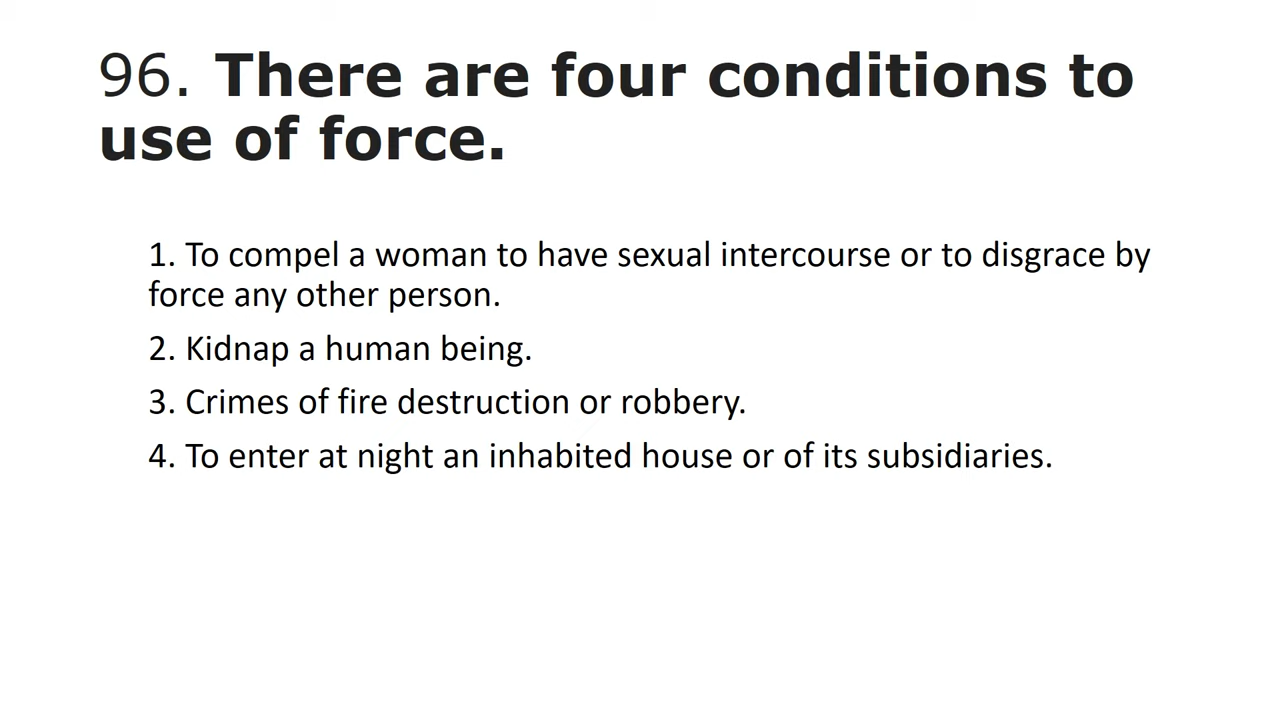 96. There are four conditions to
use of force.
1. To compel a woman to have sexual intercourse or to disgrace by
force any other person.
2. Kidnap a human being.
3. Crimes of fire destruction or robbery.
4. To enter at night an inhabited house or of its subsidiaries.